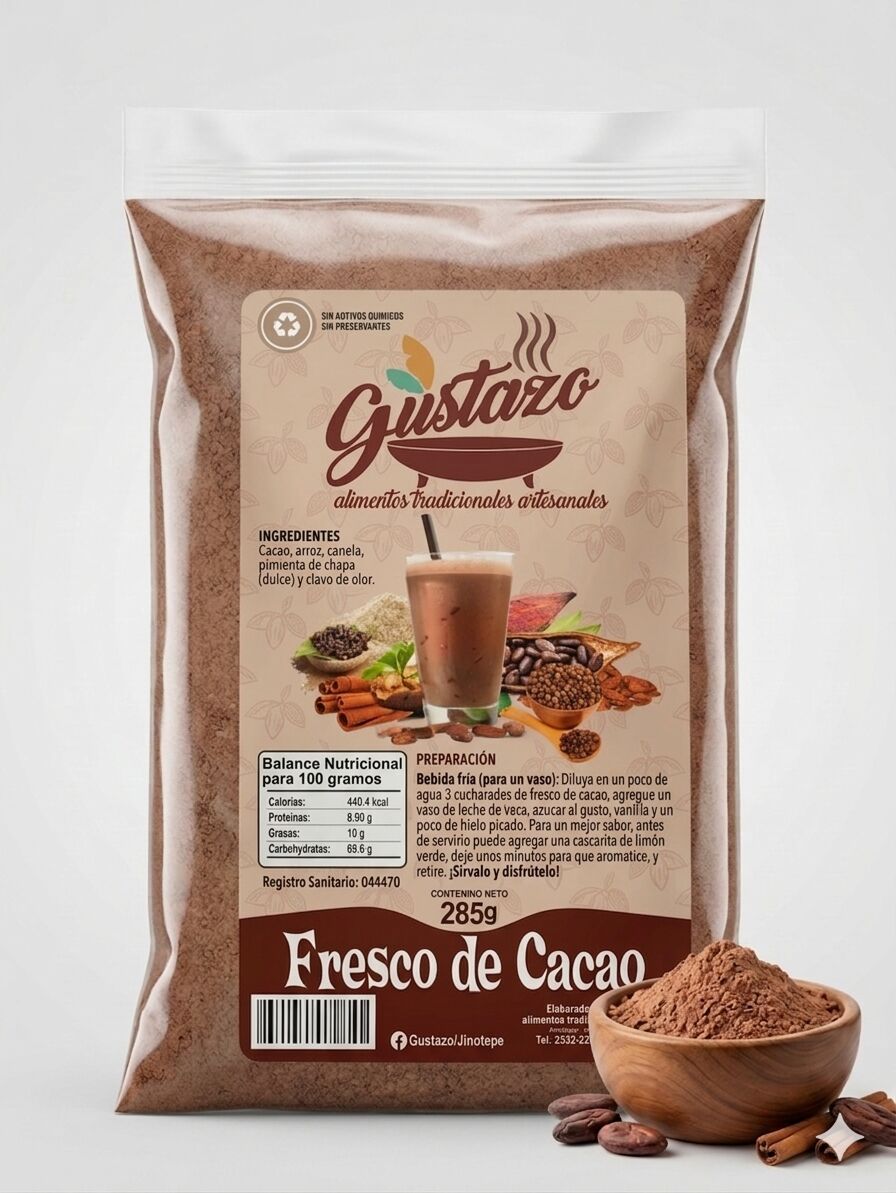 SIN AOTIVOS QUIMIEOS
SIN PRESERVANTES
Gustazo
alimentos tradicionoles artesanales
INGREDIENTES
Cacao, arroz, canela,
pimienta de chapa
(dulce) y clavo de olor.
Balance Nutricional
para 100 gramos
Calorias: 440.4 kcal
Proteinas: 8.90 g
Grasas: 10 g
Carbehydratas: 69.6 g
Registro Sanitario: 044470
PREPARACIÓN
Bebida fría (para un vaso): Diluya en un poco de
agua 3 cucharades de fresco de cacao, agregue un
vaso de leche de veca, azucar al gusto, vanilla y un
poco de hielo picado. Para un mejor sabor, antes
de servirio puede agregar una cascarita de limón
verde, deje unos minutos para que aromatice, y
retire. ¡Sirvalo y disfrútelo!
CONTENINO NETO
285g
Fresco de Cacao
Gustazo/Jinotepe
Elabarade
alimentoa tradi
Tel. 2532-22